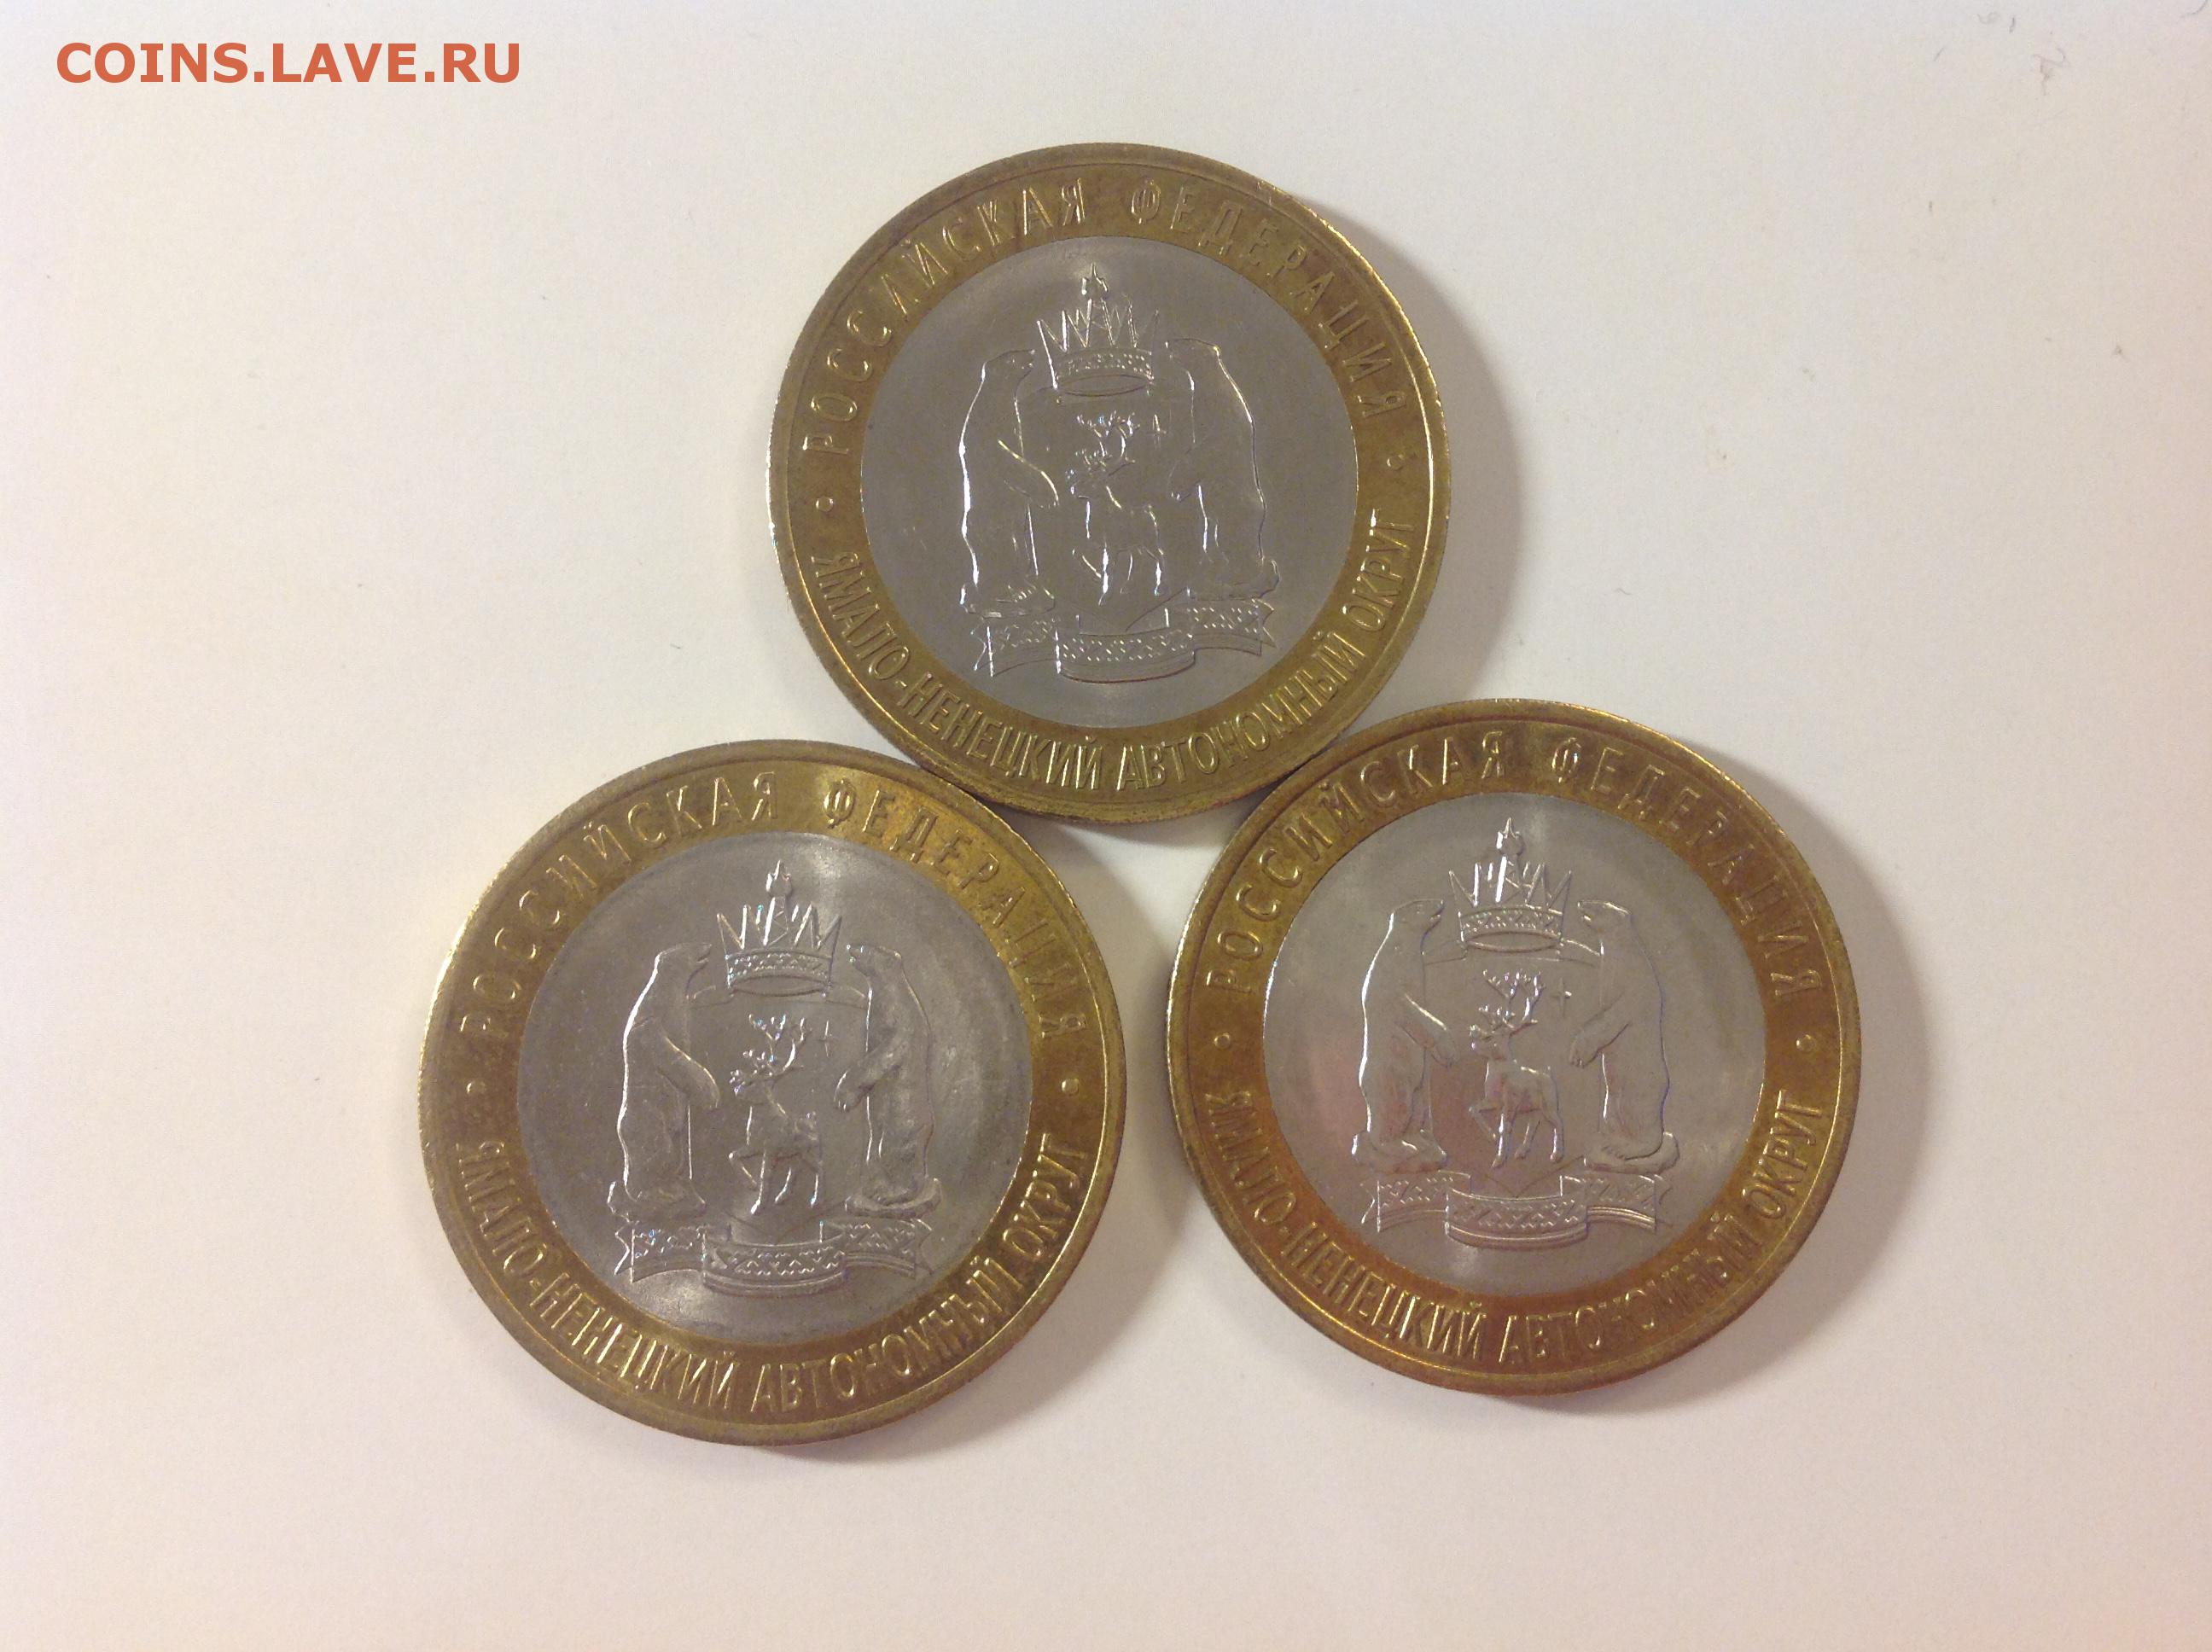 COINS.LAVE.RU
РОССИЙСКАЯ ФЕДЕРАЦИЯ
ЯМАЛО-НЕНЕЦКИЙ АВТОНОМНЫЙ ОКРУГ
РОССИЙСКАЯ ФЕДЕРАЦИЯ
ЯМАЛО-НЕНЕЦКИЙ АВТОНОМНЫЙ ОКРУГ
РОССИЙСКАЯ ФЕДЕРАЦИЯ
ЯМАЛО-НЕНЕЦКИЙ АВТОНОМНЫЙ ОКРУГ